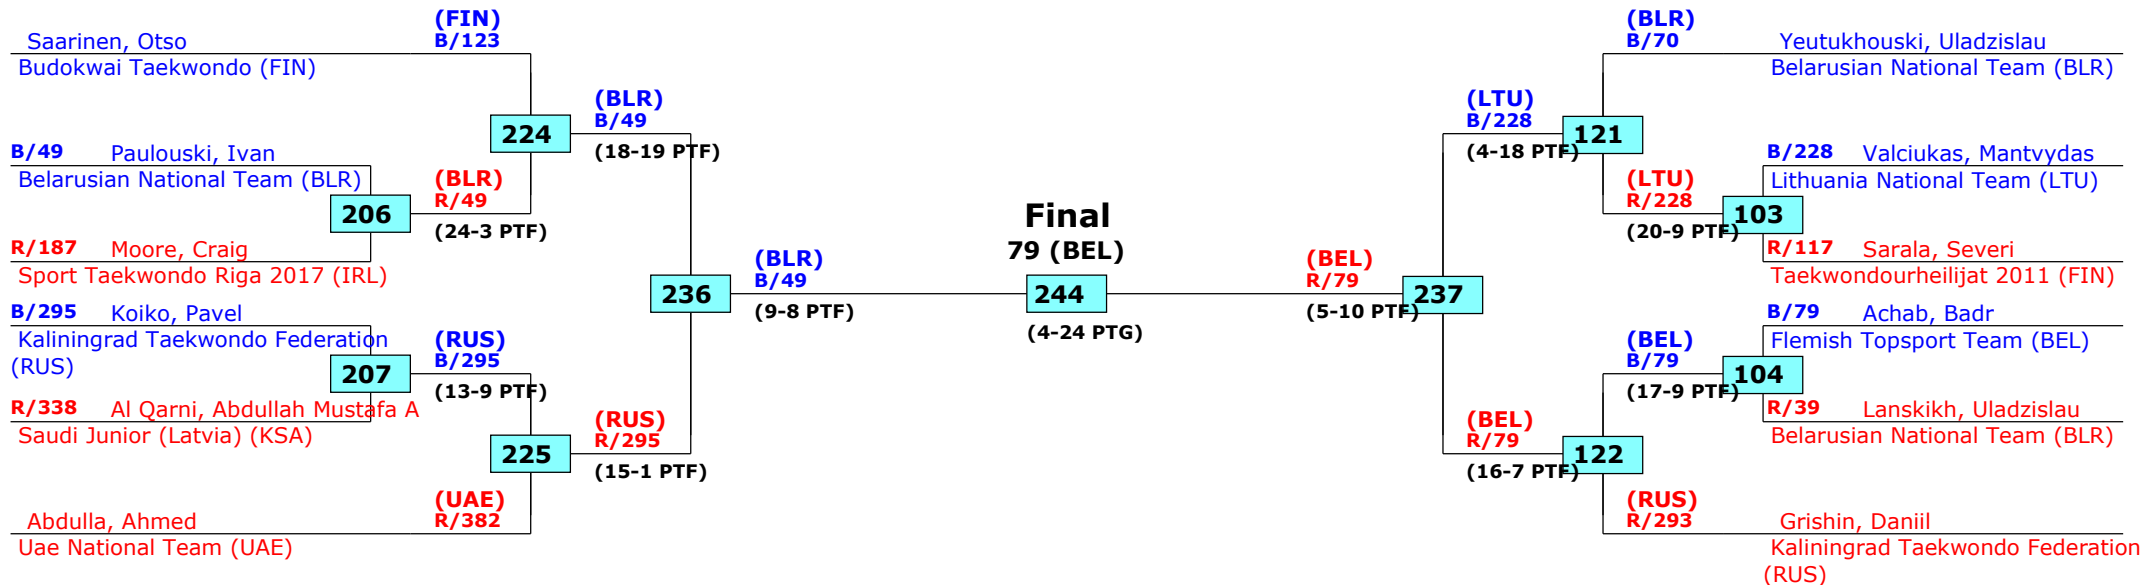 (FIN)
Saarinen, Otso
B/123
Budokwai Taekwondo (FIN)
224
(BLR)
B/49
(18-19 PTF)
B/49 Paulouski, Ivan
Belarusian National Team (BLR)
206
(BLR)
R/49
(24-3 PTF)
R/187 Moore, Craig
Sport Taekwondo Riga 2017 (IRL)
236
(BLR)
B/49
(9-8 PTF)
B/295 Koiko, Pavel
Kaliningrad Taekwondo Federation
(RUS)
207
(RUS)
B/295
(13-9 PTF)
R/338 Al Qarni, Abdullah Mustafa A
Saudi Junior (Latvia) (KSA)
225
(RUS)
R/295
(15-1 PTF)
(UAE)
R/382
Abdulla, Ahmed
Uae National Team (UAE)
Final
79 (BEL)
244
(4-24 PTG)
(BLR)
B/70
Yeutukhouski, Uladzislau
Belarusian National Team (BLR)
(LTU)
B/228
121
(4-18 PTF)
B/228 Valciukas, Mantvydas
Lithuania National Team (LTU)
(LTU)
R/228
103
(20-9 PTF)
R/117 Sarala, Severi
Taekwondourheilijat 2011 (FIN)
(BEL)
R/79
237
(5-10 PTF)
B/79 Achab, Badr
Flemish Topsport Team (BEL)
(BEL)
B/79
104
(17-9 PTF)
R/39 Lanskikh, Uladzislau
Belarusian National Team (BLR)
(BEL)
R/79
122
(16-7 PTF)
(RUS)
R/293
Grishin, Daniil
Kaliningrad Taekwondo Federation
(RUS)